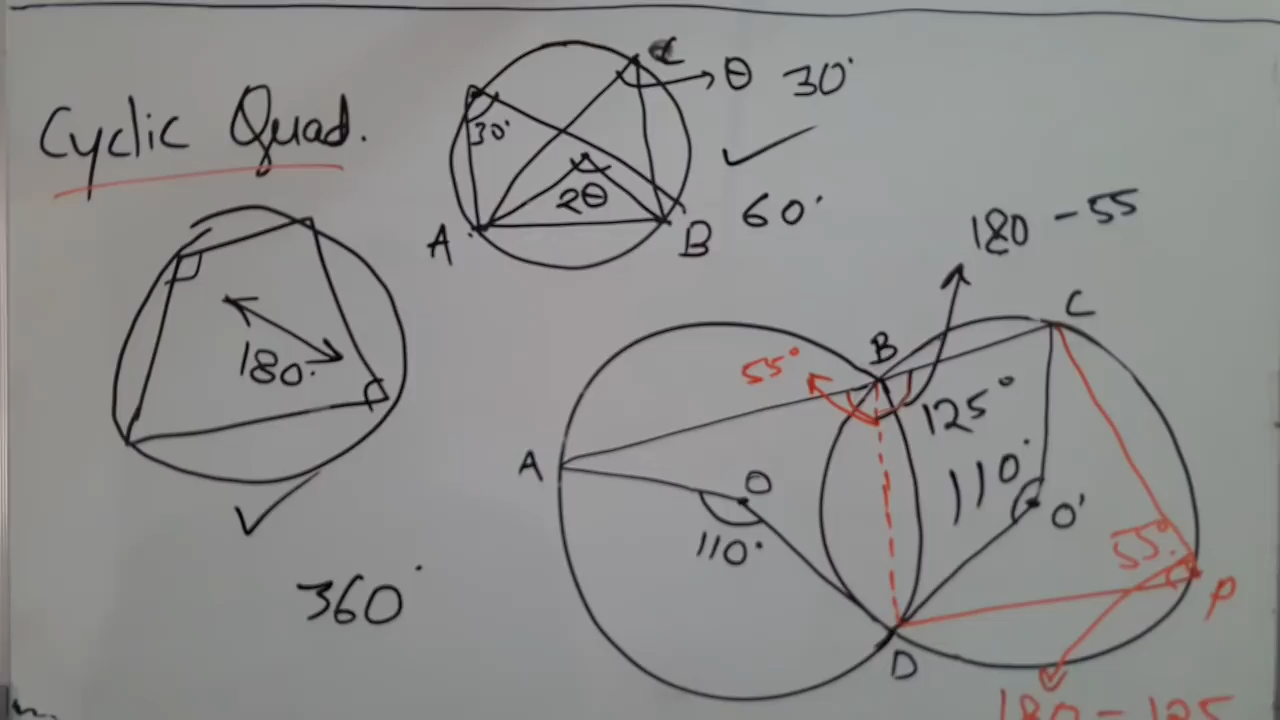 Cyclic Quad.
C
θ 30°
30°
2θ
A
B
60°
180 - 55
180°
360°
C
B
55°
125°
A
O
110°
110°
O'
55°
P
D
180 - 125